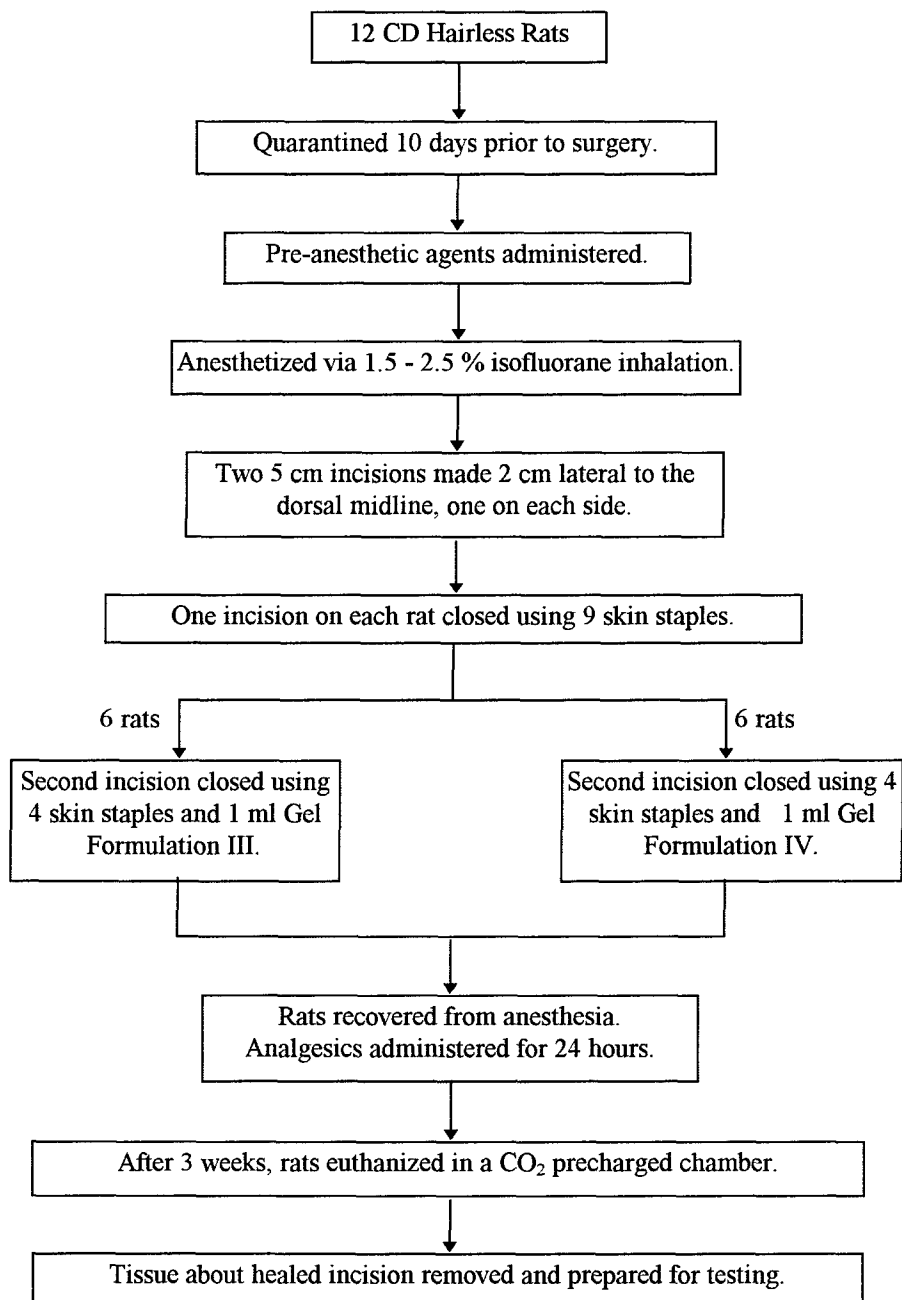 12 CD Hairless Rats
Quarantined 10 days prior to surgery.
Pre-anesthetic agents administered.
Anesthetized via 1.5 - 2.5 % isofluorane inhalation.
Two 5 cm incisions made 2 cm lateral to the
dorsal midline, one on each side.
One incision on each rat closed using 9 skin staples.
6 rats
6 rats
Second incision closed using
4 skin staples and 1 ml Gel
Formulation III.
Second incision closed using 4
skin staples and 1 ml Gel
Formulation IV.
Rats recovered from anesthesia.
Analgesics administered for 24 hours.
After 3 weeks, rats euthanized in a CO₂ precharged chamber.
Tissue about healed incision removed and prepared for testing.